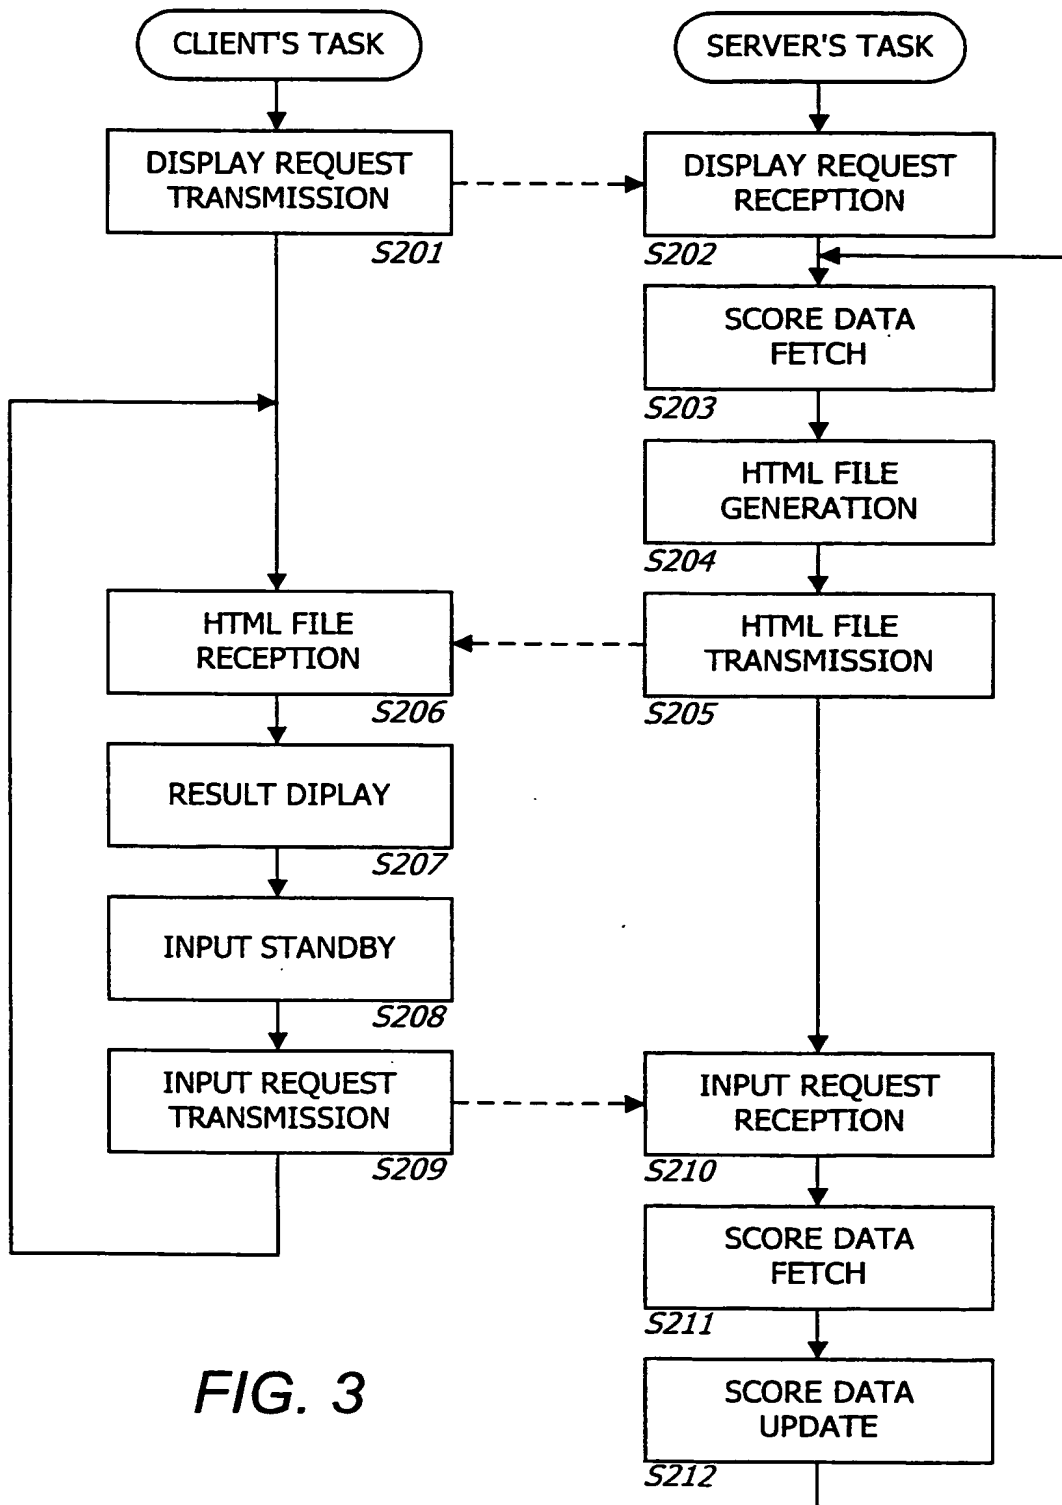 CLIENT'S TASK
SERVER'S TASK
DISPLAY REQUEST
TRANSMISSION
S201
DISPLAY REQUEST
RECEPTION
S202
SCORE DATA
FETCH
S203
HTML FILE
GENERATION
S204
HTML FILE
RECEPTION
S206
HTML FILE
TRANSMISSION
S205
RESULT DIPLAY
S207
INPUT STANDBY
S208
INPUT REQUEST
TRANSMISSION
S209
INPUT REQUEST
RECEPTION
S210
SCORE DATA
FETCH
S211
SCORE DATA
UPDATE
S212
FIG. 3